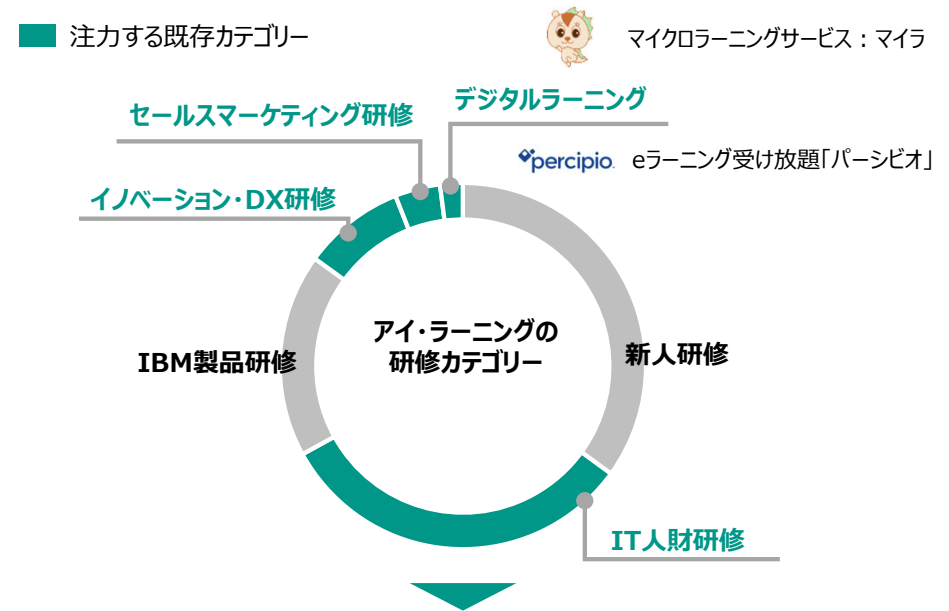 注力する既存カテゴリー
マイクロラーニングサービス：マイラ
デジタルラーニング
セールスマーケティング研修
percipio. eラーニング受け放題「パーシビオ」
イノベーション・DX研修
アイ・ラーニングの
研修カテゴリー
IBM製品研修
新人研修
IT人財研修